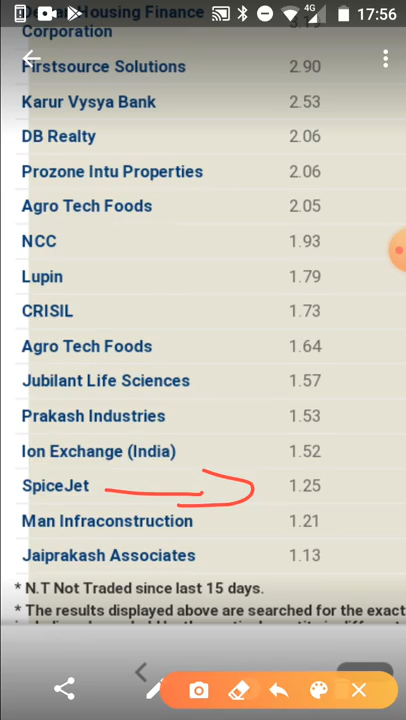 17:56
4G
Housing Finance
Corporation
Firstsource Solutions 2.90
Karur Vysya Bank 2.53
DB Realty 2.06
Prozone Intu Properties 2.06
Agro Tech Foods 2.05
NCC 1.93
Lupin 1.79
CRISIL 1.73
Agro Tech Foods 1.64
Jubilant Life Sciences 1.57
Prakash Industries 1.53
Ion Exchange (India) 1.52
SpiceJet 1.25
Man Infraconstruction 1.21
Jaiprakash Associates 1.13
* N.T Not Traded since last 15 days.
* The results displayed above are searched for the exact